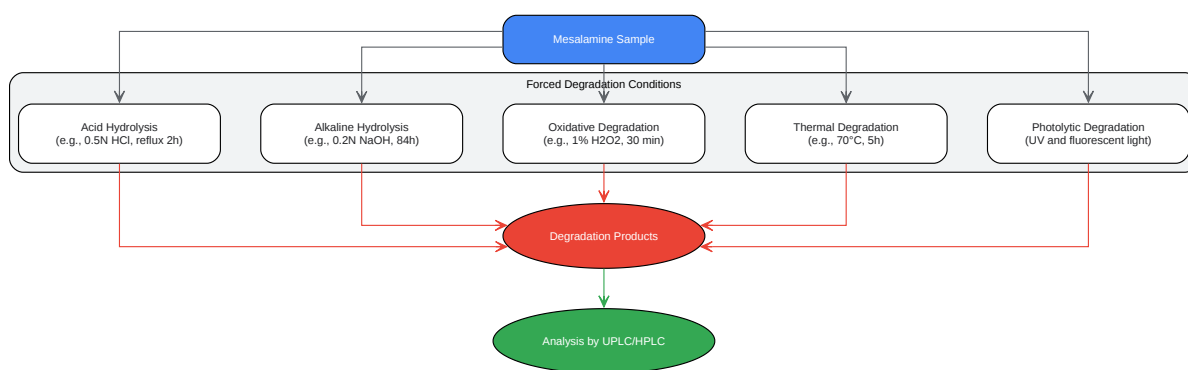 Mesalamine Sample
Forced Degradation Conditions
Acid Hydrolysis
(e.g., 0.5N HCl, reflux 2h)
Alkaline Hydrolysis
(e.g., 0.2N NaOH, 84h)
Oxidative Degradation
(e.g., 1% H2O2, 30 min)
Thermal Degradation
(e.g., 70°C, 5h)
Photolytic Degradation
(UV and fluorescent light)
Degradation Products
Analysis by UPLC/HPLC